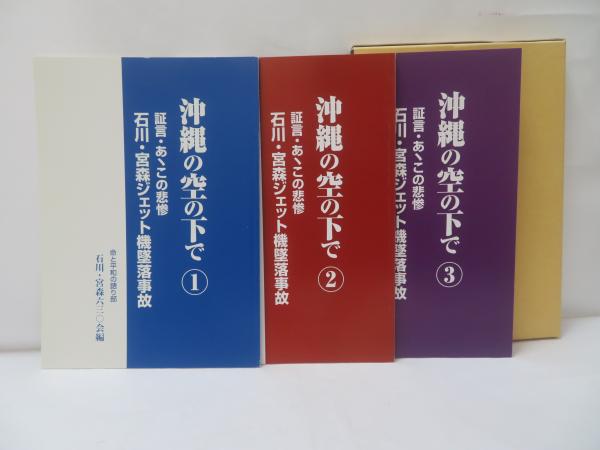 沖縄の空の下で ①
証言・あゝこの悲惨
石川・宮森ジェット機墜落事故
命と平和の語り部
石川・宮森六三〇会編
沖縄の空の下で ②
証言・あゝこの悲惨
石川・宮森ジェット機墜落事故
沖縄の空の下で ③
証言・あゝこの悲惨
石川・宮森ジェット機墜落事故